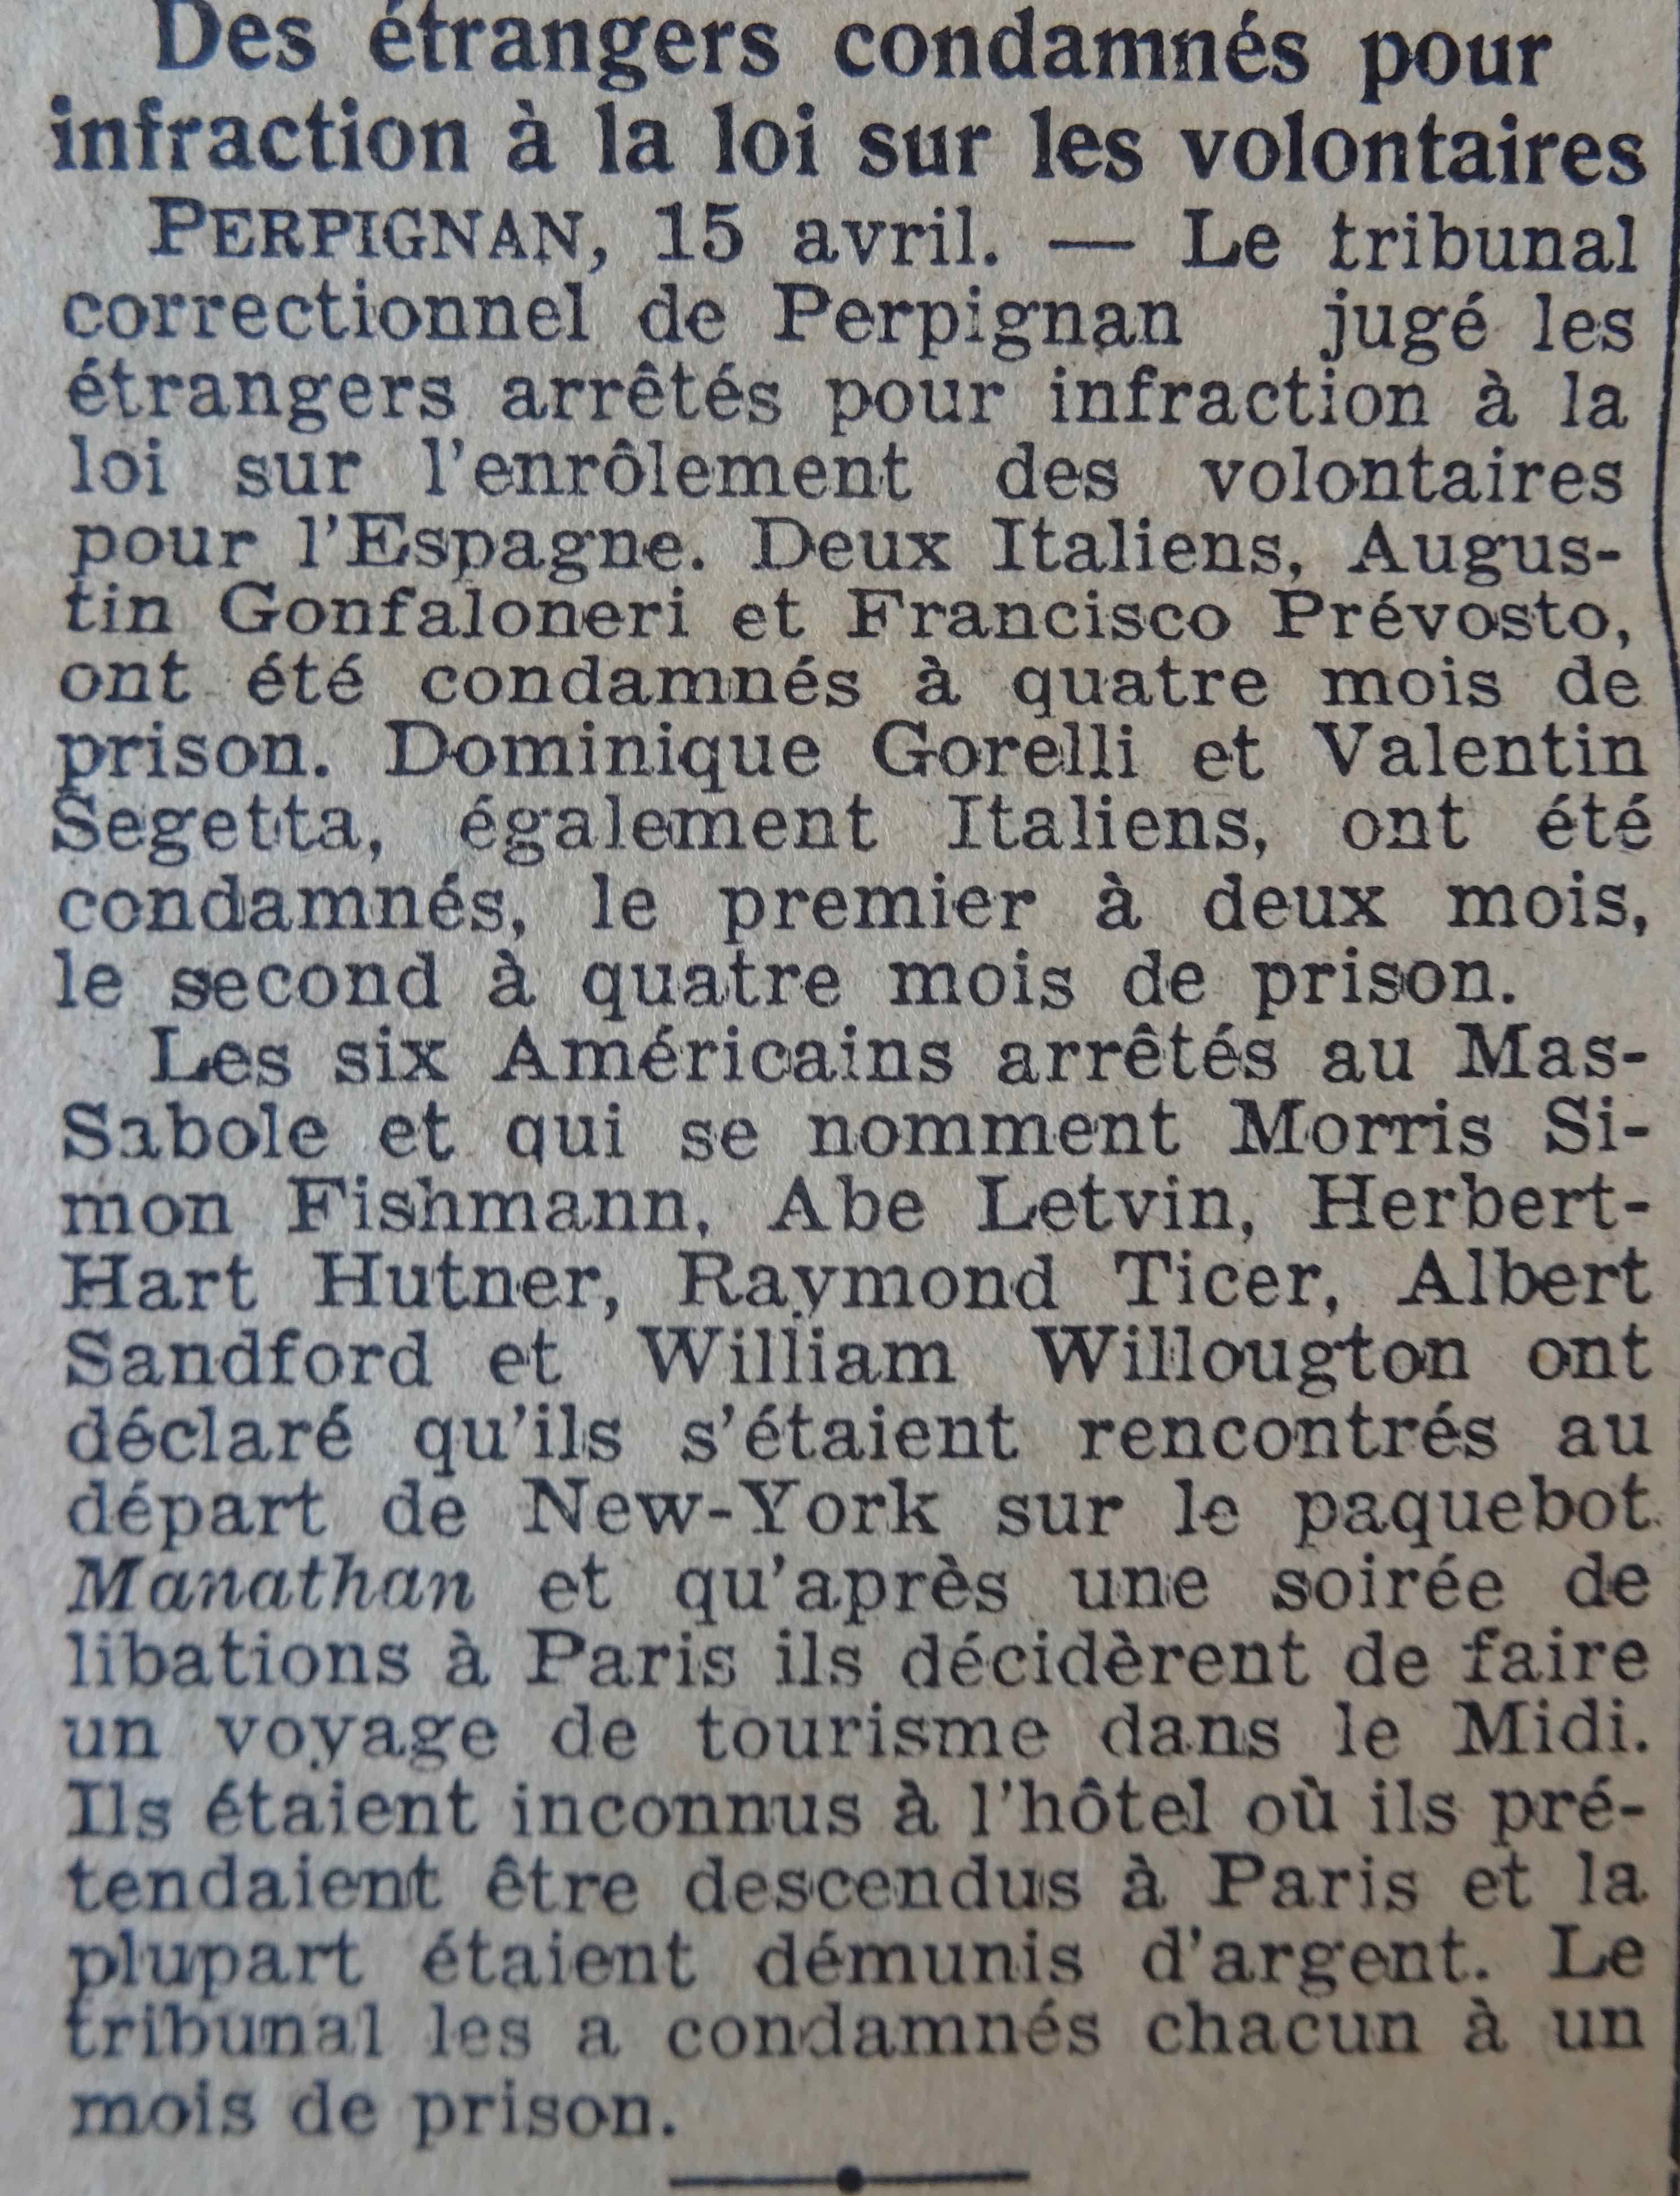 Des étrangers condamnés pour
infraction à la loi sur les volontaires
PERPIGNAN, 15 avril. — Le tribunal
correctionnel de Perpignan jugé les
étrangers arrêtés pour infraction à la
loi sur l'enrôlement des volontaires
pour l'Espagne. Deux Italiens, Augus-
tin Gonfaloneri et Francisco Prévosto,
ont été condamnés à quatre mois de
prison. Dominique Gorelli et Valentin
Segetta, également Italiens, ont été
condamnés, le premier à deux mois,
le second à quatre mois de prison.
Les six Américains arrêtés au Mas-
Sabole et qui se nomment Morris Si-
mon Fishmann, Abe Letvin, Herbert-
Hart Hutner, Raymond Ticer, Albert
Sandford et William Willougton ont
déclaré qu'ils s'étaient rencontrés au
départ de New-York sur le paquebot
Manathan et qu'après une soirée de
libations à Paris ils décidèrent de faire
un voyage de tourisme dans le Midi.
Ils étaient inconnus à l'hôtel où ils pré-
tendaient être descendus à Paris et la
plupart étaient démunis d'argent. Le
tribunal les a condamnés chacun à un
mois de prison.